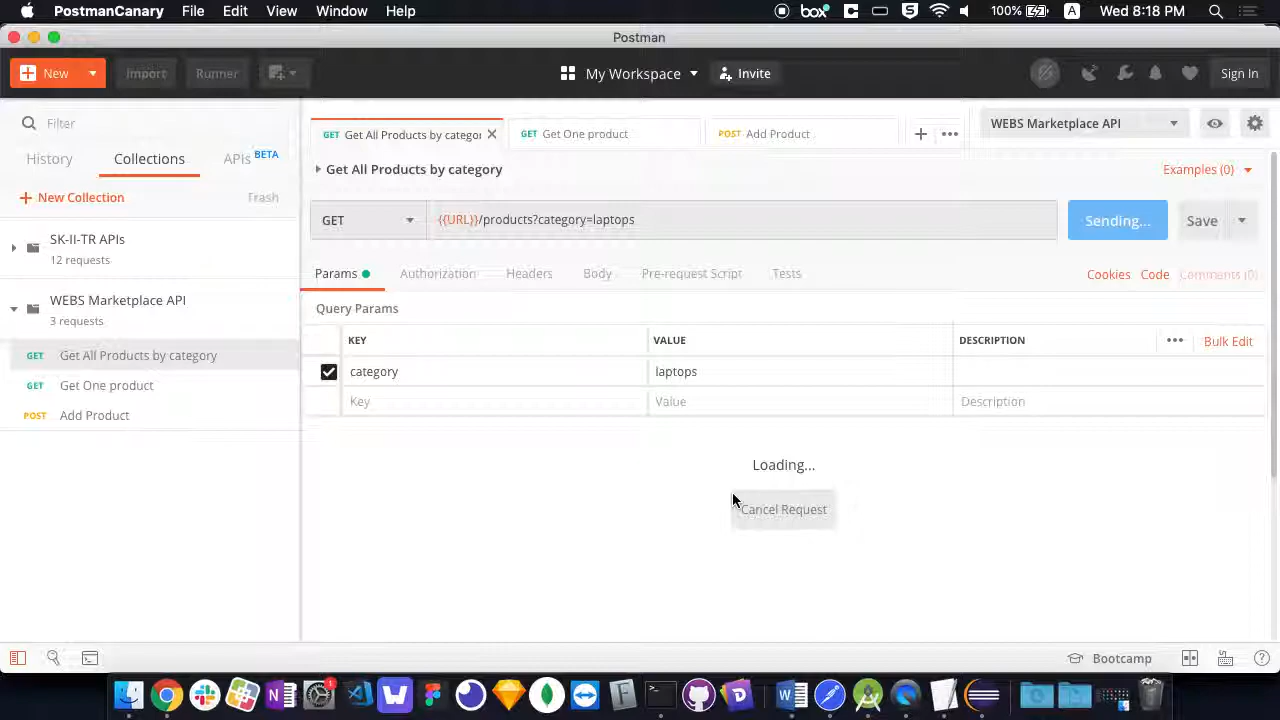 PostmanCanary File Edit View Window Help
box 5 100% A Wed 8:18 PM
Postman
New Import Runner My Workspace Invite Sign In
Filter
History Collections APIs BETA
New Collection Trash
SK-II-TR APIs
12 requests
WEBS Marketplace API
3 requests
GET Get All Products by category
GET Get One product
POST Add Product
GET Get All Products by categor
GET Get One product
POST Add Product
WEBS Marketplace API
Get All Products by category Examples (0)
GET {{URL}}/products?category=laptops Sending... Save
Params Authorization Headers Body Pre-request Script Tests Cookies Code Comments (0)
Query Params
KEY VALUE DESCRIPTION Bulk Edit
category laptops
Key Value Description
Loading...
Cancel Request
Bootcamp